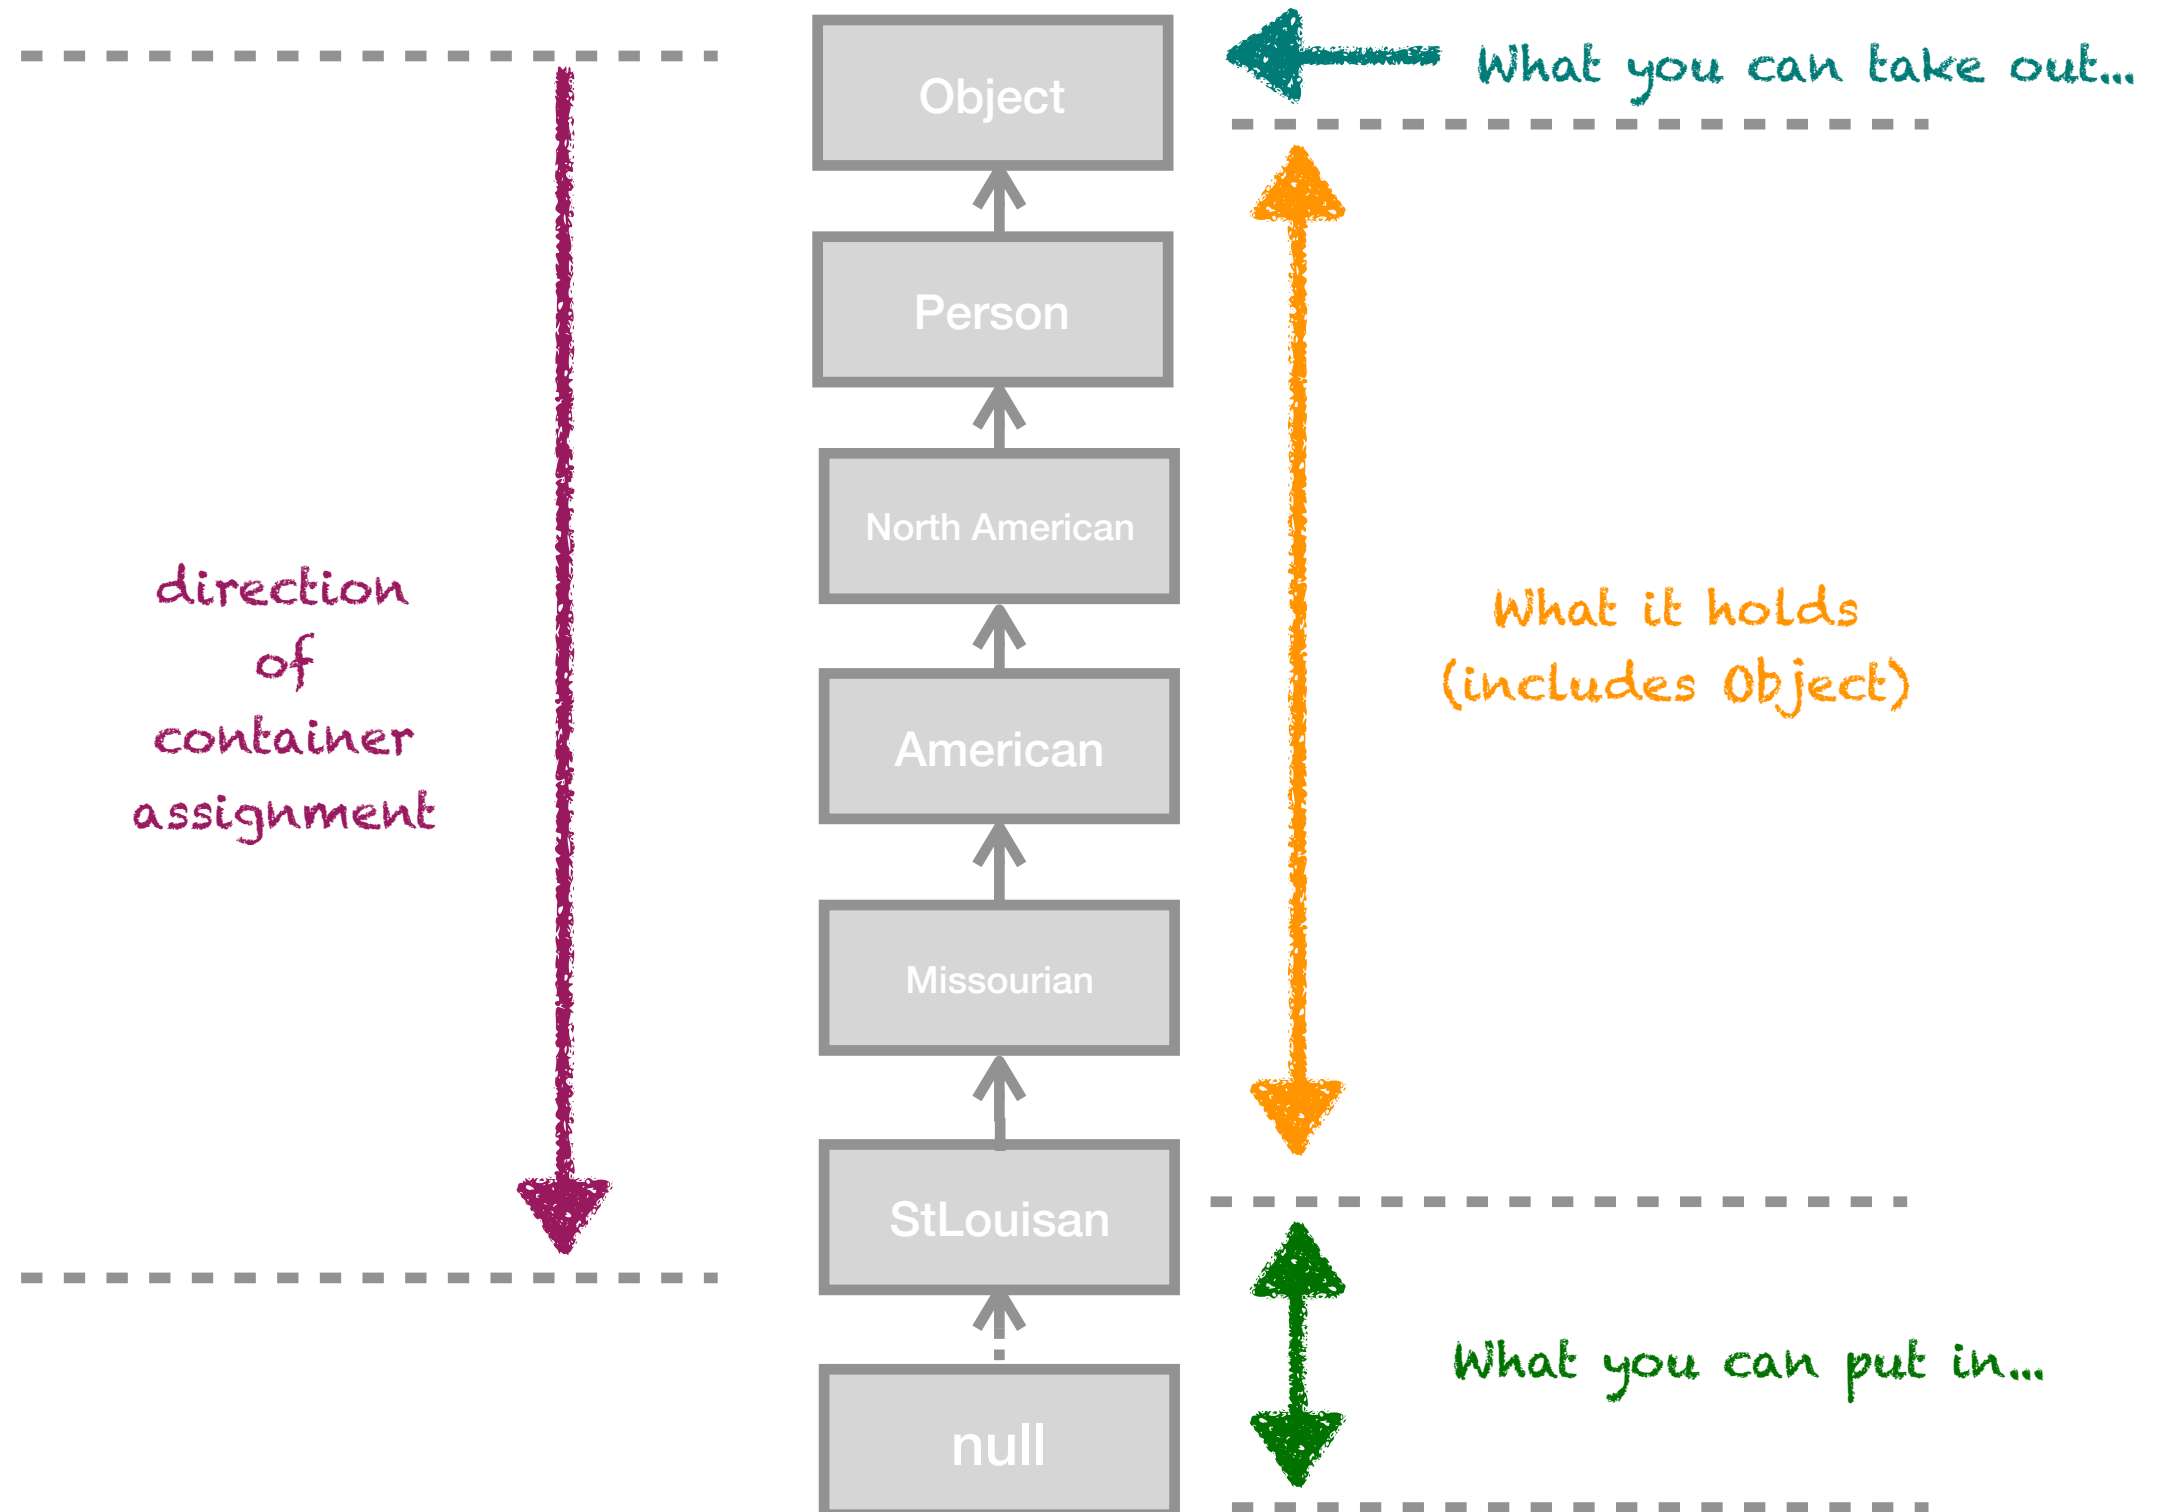 Object
What you can take out...
Person
North American
direction
of
container
assignment
What it holds
(includes Object)
American
Missourian
StLouisan
What you can put in...
null